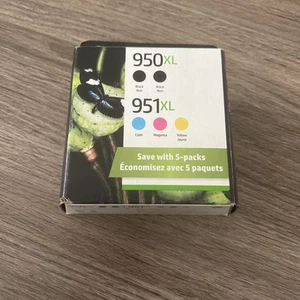 950XL
Black Black
Noir Noir
951XL
Cyan Magenta Yellow
Jaune
Save with 5-packs
Économisez avec 5 paquets